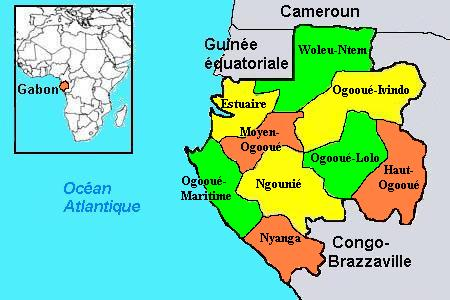 Cameroun
Guinée
équatoriale
Woleu-Ntem
Gabon
Ogooué-Ivindo
Estuaire
Moyen-
Ogooué
Ogooué-Lolo
Ogooué-
Maritime
Haut-
Ogooué
Ngounié
Océan
Atlantique
Nyanga
Congo-
Brazzaville